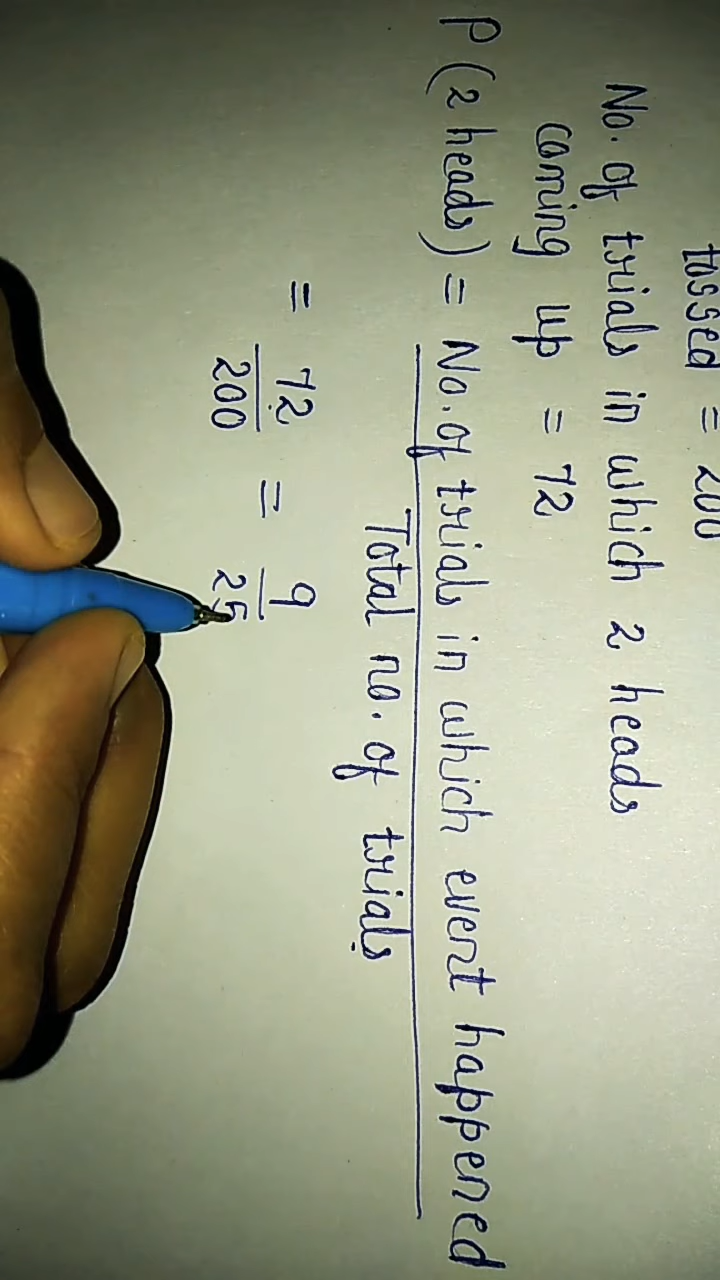 tossed = 200
No. of trials in which 2 heads
coming up = 72
P(2 heads) = No. of trials in which event happened
Total no. of trials
= 72/200 = 9/25